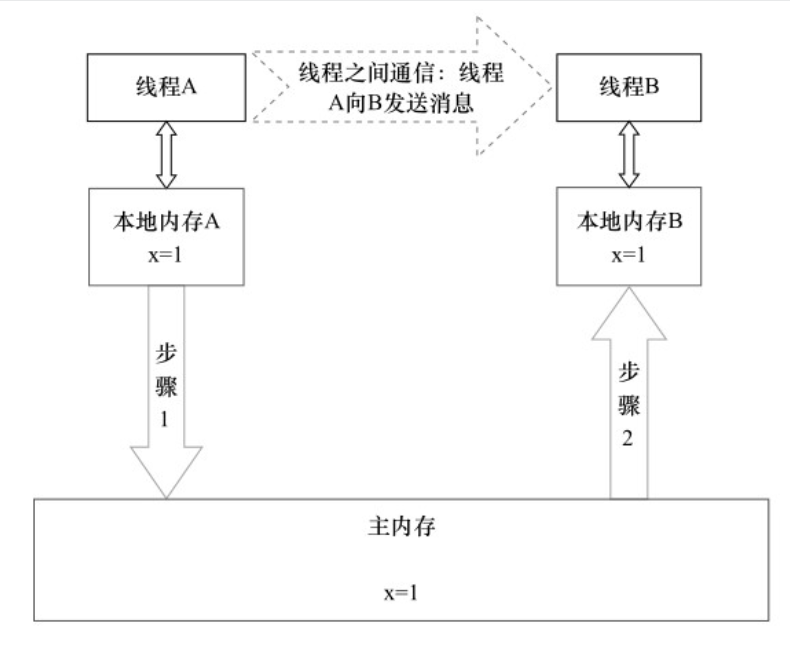 线程A
线程之间通信：线程
A向B发送消息
线程B
本地内存A
x=1
本地内存B
x=1
步
骤
1
步
骤
2
主内存
x=1